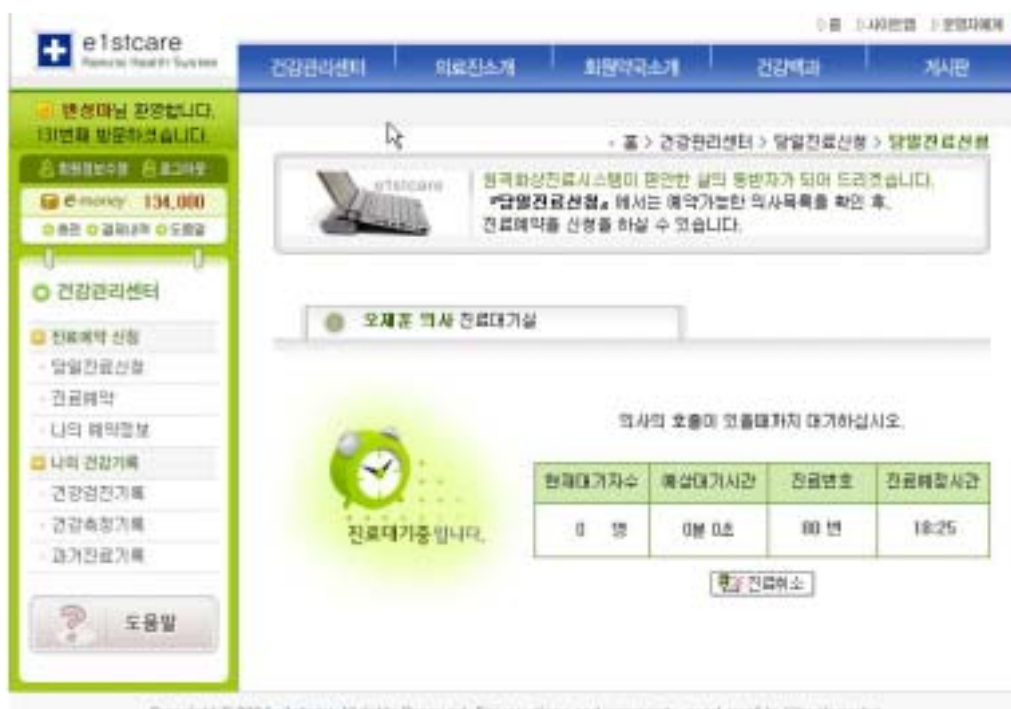 홈 사이트맵 운영자에게
e1stcare
Remote Health System
건강관리센터 의료진소개 회원약국소개 건강백과 게시판
님 환영합니다.
131번째 방문하셨습니다.
회원정보수정 로그아웃
e-money 134,000
충전 결제내역 도움말
건강관리센터
진료예약 신청
당일진료신청
진료예약
나의 예약정보
나의 건강기록
건강검진기록
건강측정기록
과거진료기록
도움말
홈 > 건강관리센터 > 당일진료신청 > 당일진료신청
e1stcare
원격화상진료시스템이 편안한 삶의 동반자가 되어 드리겠습니다.
『당일진료신청』 에서는 예약가능한 의사목록을 확인 후,
진료예약을 신청을 하실 수 있습니다.
오재훈 의사 진료대기실
진료대기중입니다.
의사의 호출이 있을때까지 대기하십시오.
현재대기자수 예상대기시간 진료번호 진료예정시간
0 명 0분 0초 80 번 18:25
진료취소